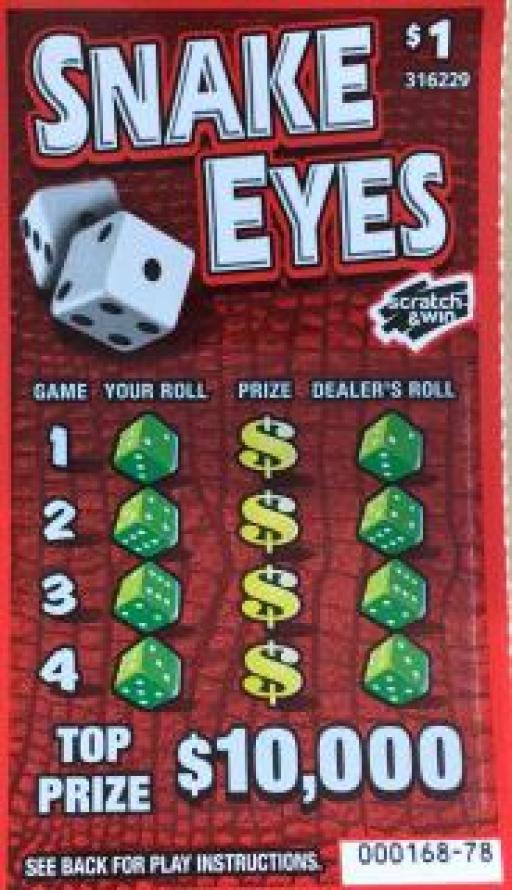 SNAKE
EYES
$1
316229
scratch
&win
GAME YOUR ROLL PRIZE DEALER'S ROLL
1 $
2 $
3 $
4 $
TOP
PRIZE
$10,000
SEE BACK FOR PLAY INSTRUCTIONS.
000168-78